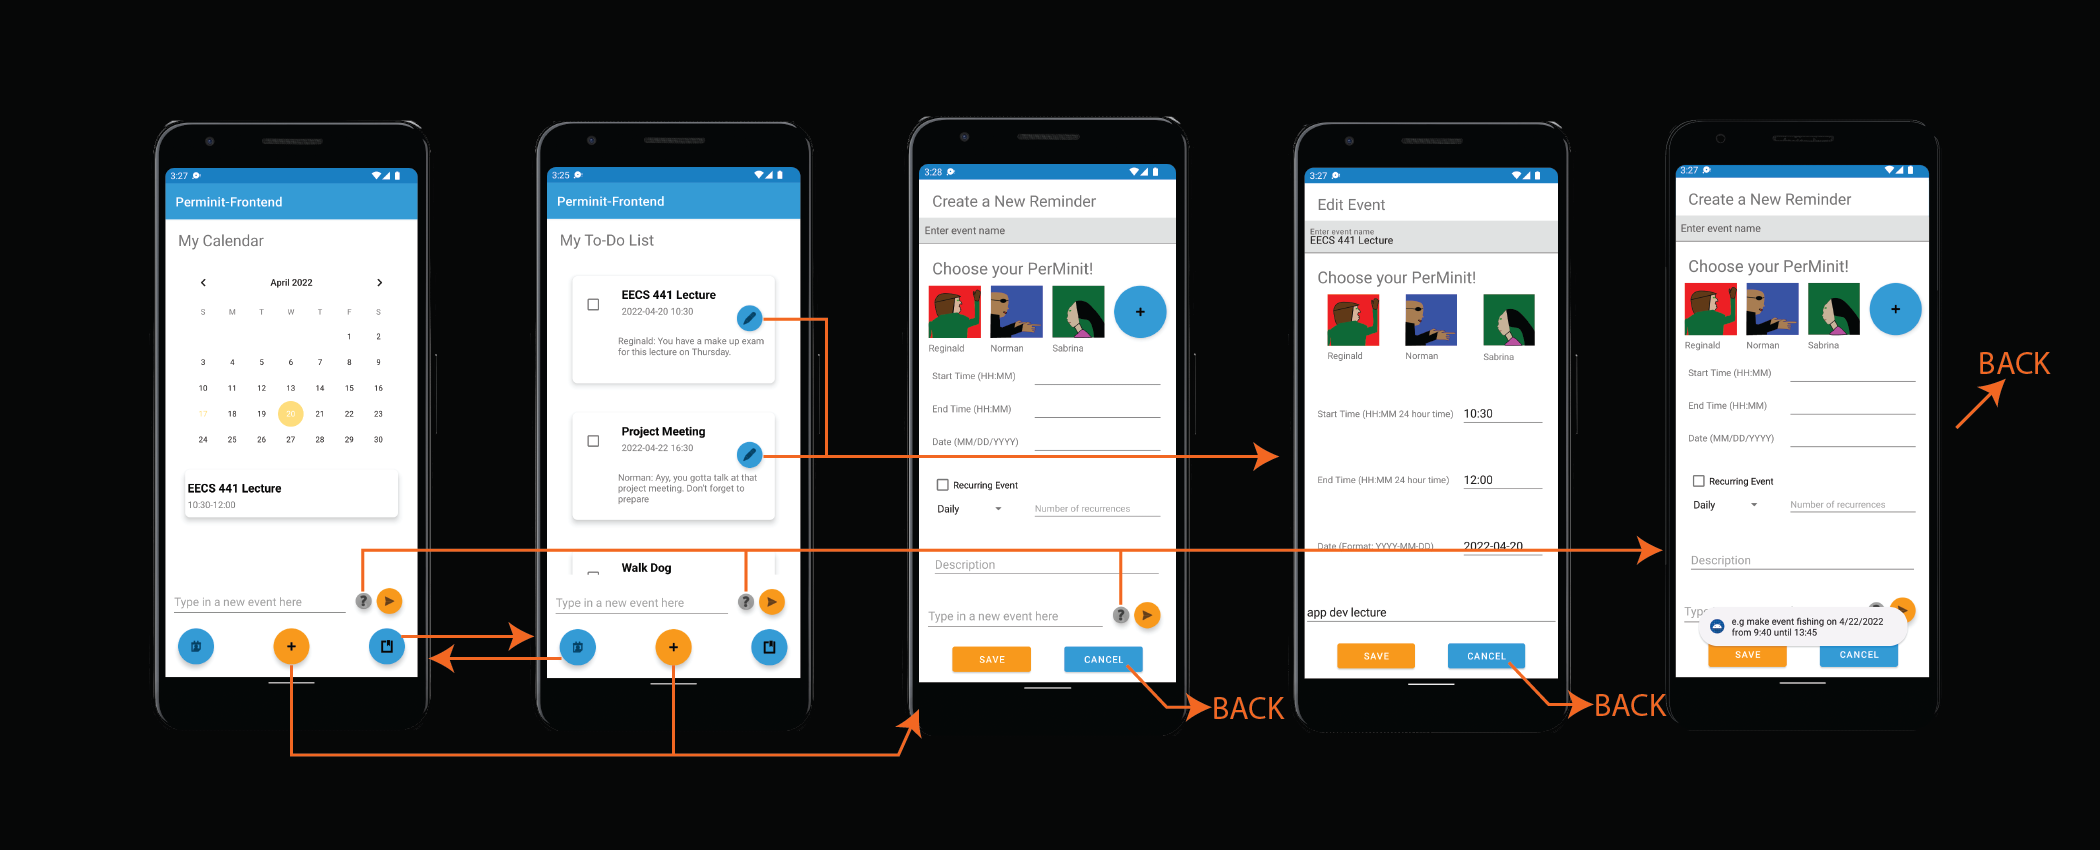 3:27
Perminit-Frontend
My Calendar
April 2022
S M T W T F S
1 2
3 4 5 6 7 8 9
10 11 12 13 14 15 16
17 18 19 20 21 22 23
24 25 26 27 28 29 30
EECS 441 Lecture
10:30-12:00
Type in a new event here
?
+
3:25
Perminit-Frontend
My To-Do List
EECS 441 Lecture
2022-04-20 10:30
Reginald: You have a make up exam
for this lecture on Thursday.
Project Meeting
2022-04-22 16:30
Norman: Ayy, you gotta talk at that
project meeting. Don't forget to
prepare
Walk Dog
Type in a new event here
?
+
3:28
Create a New Reminder
Enter event name
Choose your PerMinit!
+
Reginald Norman Sabrina
Start Time (HH:MM)
End Time (HH:MM)
Date (MM/DD/YYYY)
Recurring Event
Daily Number of recurrences
Description
Type in a new event here
?
SAVE CANCEL
BACK
3:27
Edit Event
Enter event name
EECS 441 Lecture
Choose your PerMinit!
Reginald Norman Sabrina
Start Time (HH:MM 24 hour time) 10:30
End Time (HH:MM 24 hour time) 12:00
Date (Format: YYYY-MM-DD) 2022-04-20
app dev lecture
SAVE CANCEL
BACK
3:27
Create a New Reminder
Enter event name
Choose your PerMinit!
+
Reginald Norman Sabrina
Start Time (HH:MM)
End Time (HH:MM)
Date (MM/DD/YYYY)
Recurring Event
Daily Number of recurrences
Description
Typ
e.g make event fishing on 4/22/2022
from 9:40 until 13:45
SAVE CANCEL
BACK